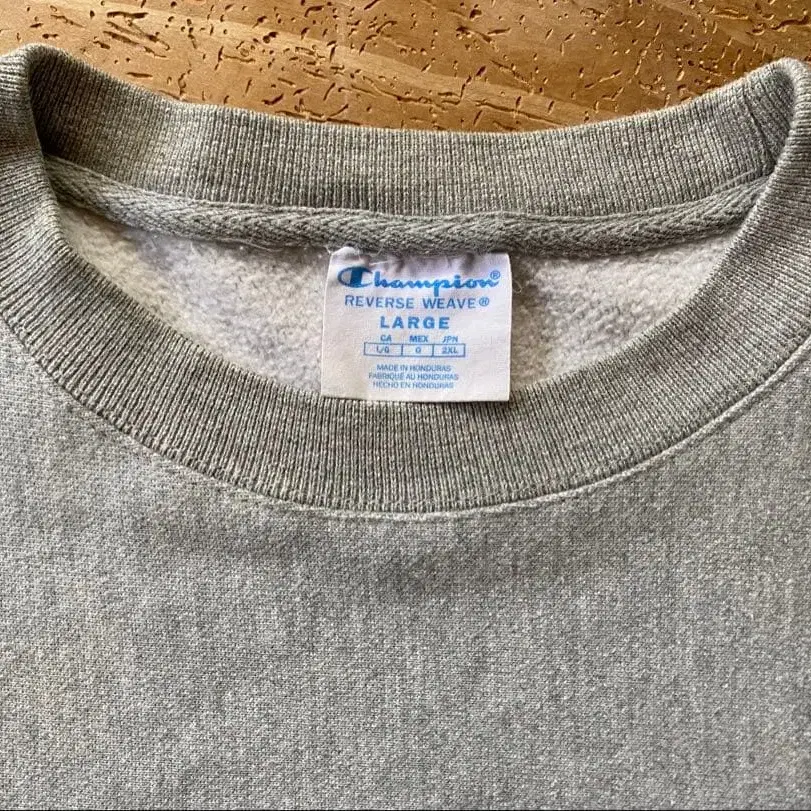 Champion®
REVERSE WEAVE®
LARGE
CA MEX JPN
L/G G 2XL
MADE IN HONDURAS
FABRIQUÉ AU HONDURAS
HECHO EN HONDURAS